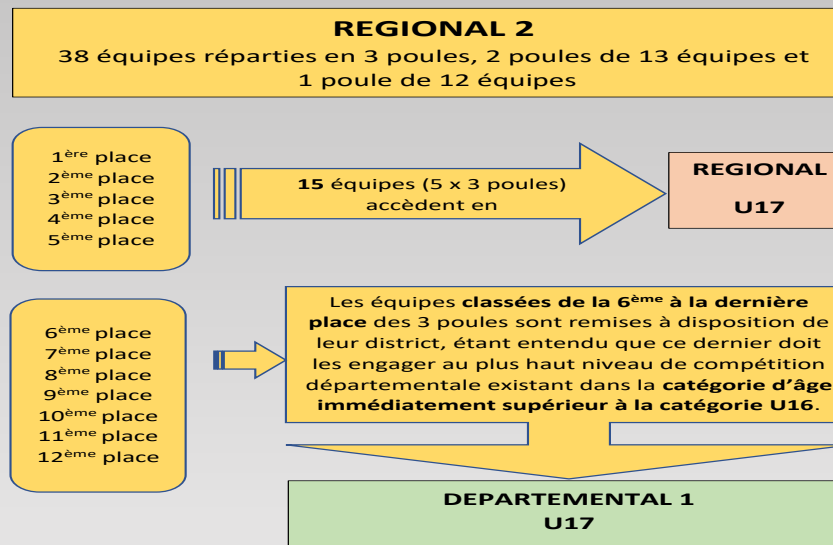 REGIONAL 2
38 équipes réparties en 3 poules, 2 poules de 13 équipes et
1 poule de 12 équipes
1ère place
2ème place
3ème place
4ème place
5ème place
15 équipes (5 x 3 poules)
accèdent en
REGIONAL
U17
6ème place
7ème place
8ème place
9ème place
10ème place
11ème place
12ème place
Les équipes classées de la 6ème à la dernière
place des 3 poules sont remises à disposition de
leur district, étant entendu que ce dernier doit
les engager au plus haut niveau de compétition
départementale existant dans la catégorie d'âge
immédiatement supérieur à la catégorie U16.
DEPARTEMENTAL 1
U17